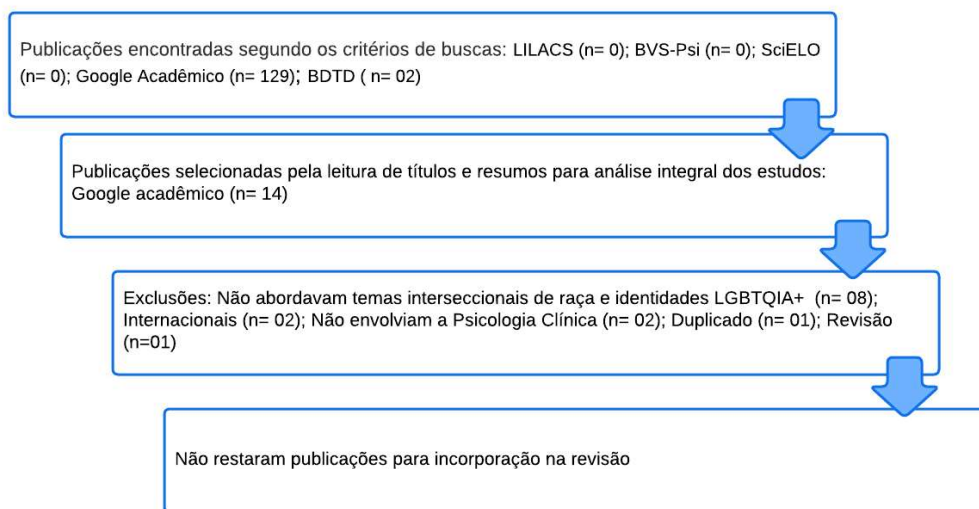 Publicações encontradas segundo os critérios de buscas: LILACS (n= 0); BVS-Psi (n= 0); SciELO
(n= 0); Google Acadêmico (n= 129); BDTD ( n= 02)
Publicações selecionadas pela leitura de títulos e resumos para análise integral dos estudos:
Google acadêmico (n= 14)
Exclusões: Não abordavam temas interseccionais de raça e identidades LGBTQIA+ (n= 08);
Internacionais (n= 02); Não envolviam a Psicologia Clínica (n= 02); Duplicado (n= 01); Revisão
(n=01)
Não restaram publicações para incorporação na revisão